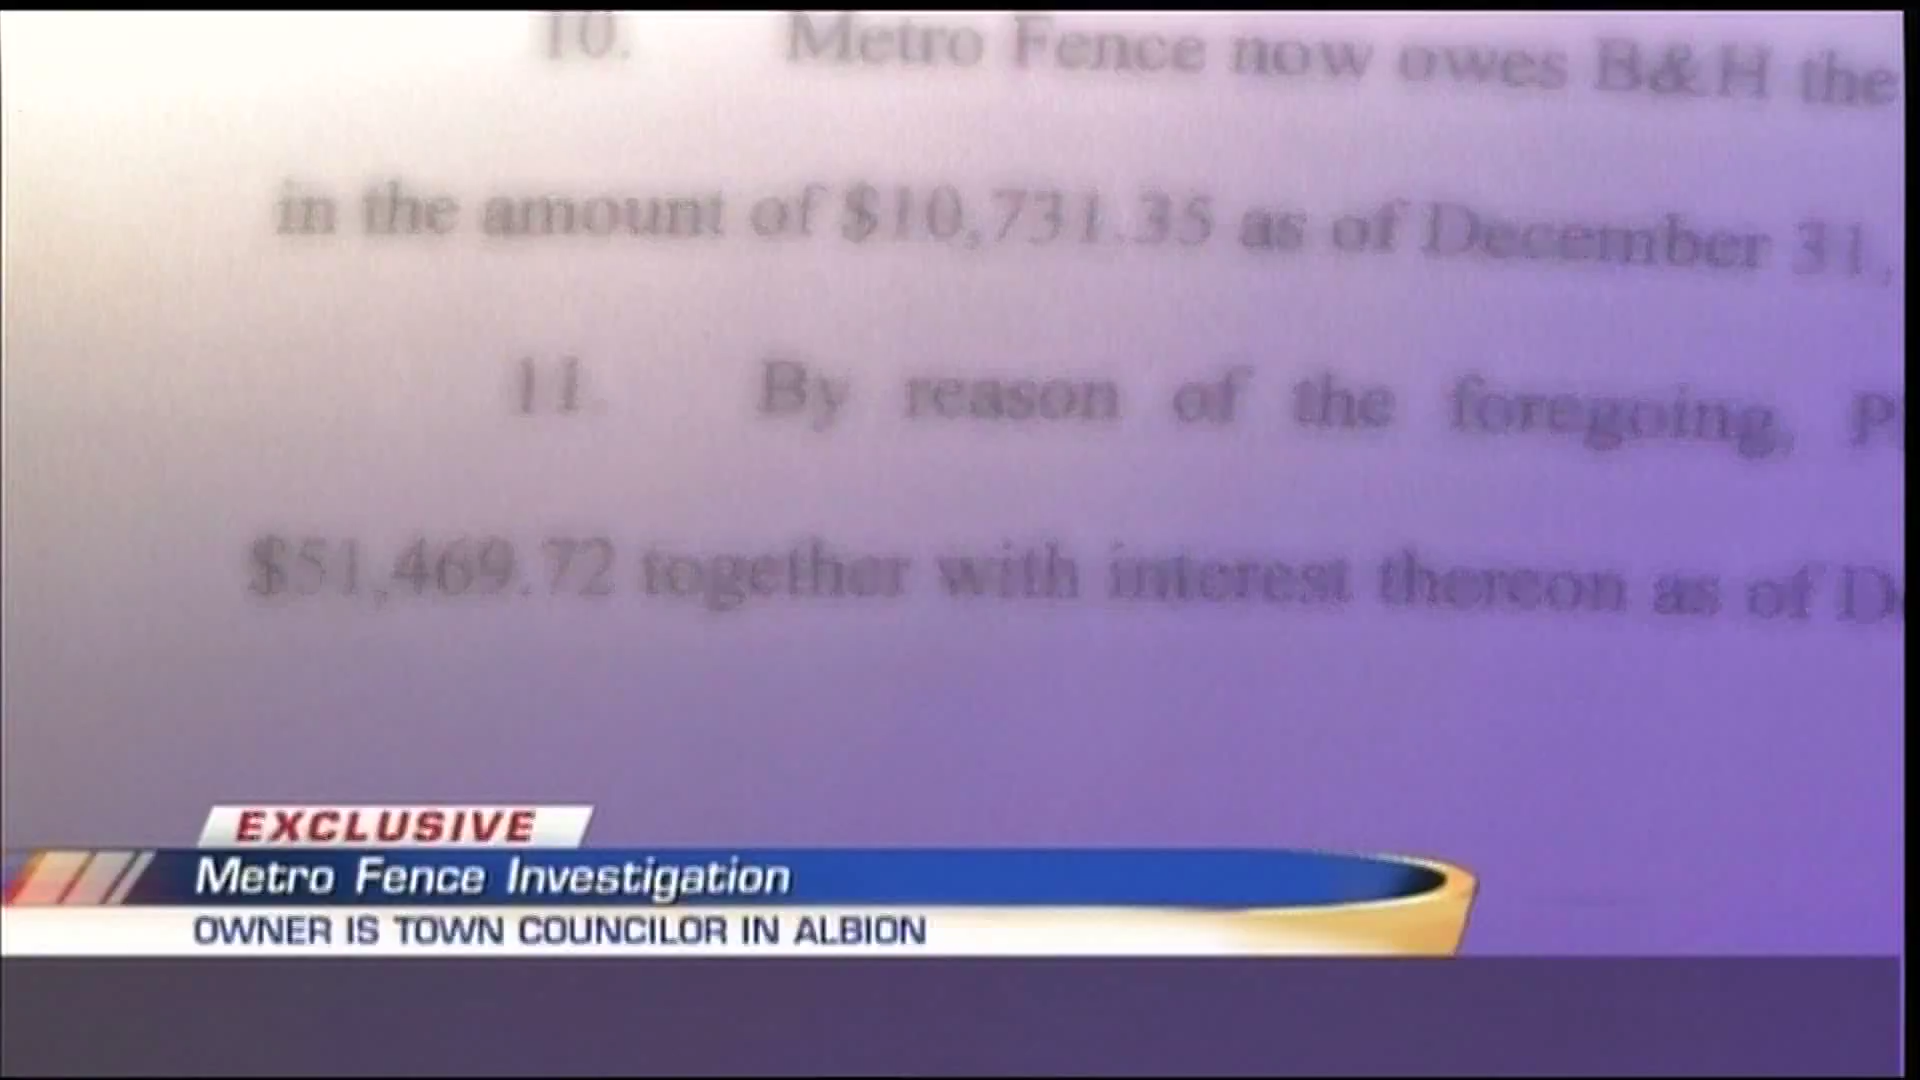 10. Metro Fence now owes B&H the
in the amount of $10,731.35 as of December 31,
11. By reason of the foregoing, P
$51,469.72 together with interest thereon as of D
EXCLUSIVE
Metro Fence Investigation
OWNER IS TOWN COUNCILOR IN ALBION